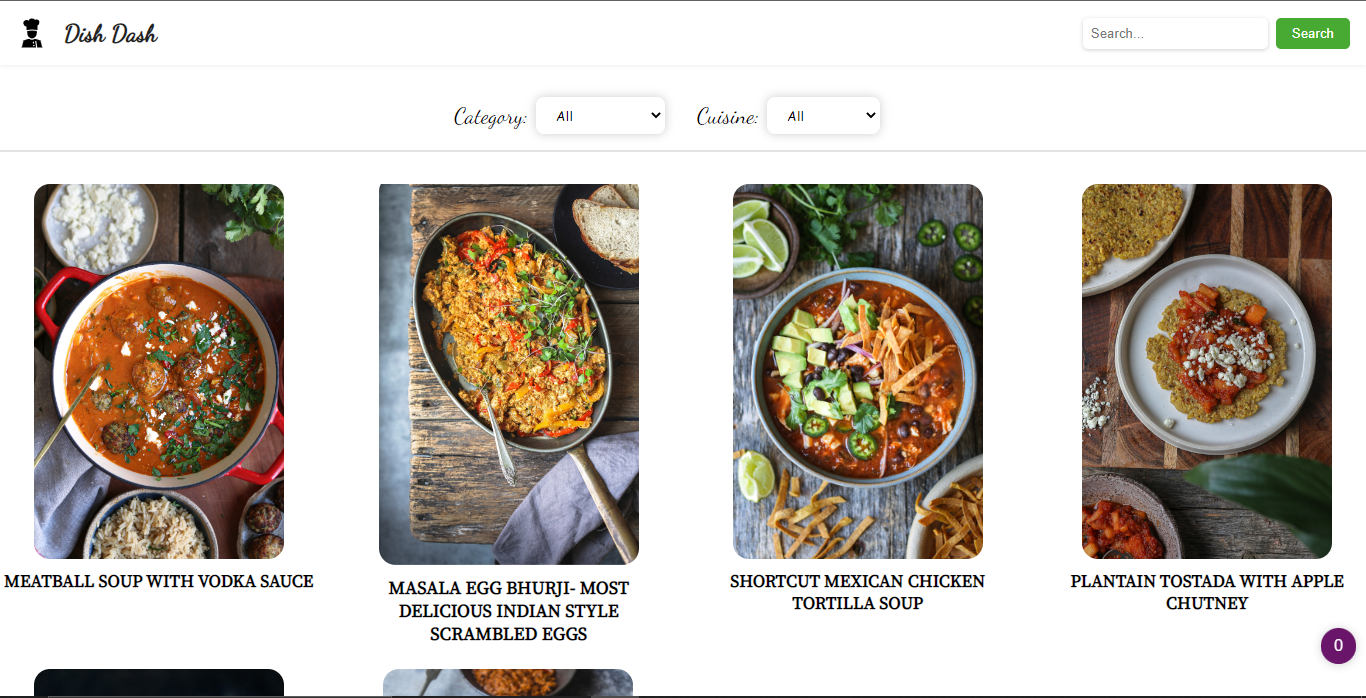 Dish Dash
Search...
Search
Category:
All
Cuisine:
All
MEATBALL SOUP WITH VODKA SAUCE
MASALA EGG BHURJI- MOST
DELICIOUS INDIAN STYLE
SCRAMBLED EGGS
SHORTCUT MEXICAN CHICKEN
TORTILLA SOUP
PLANTAIN TOSTADA WITH APPLE
CHUTNEY
0